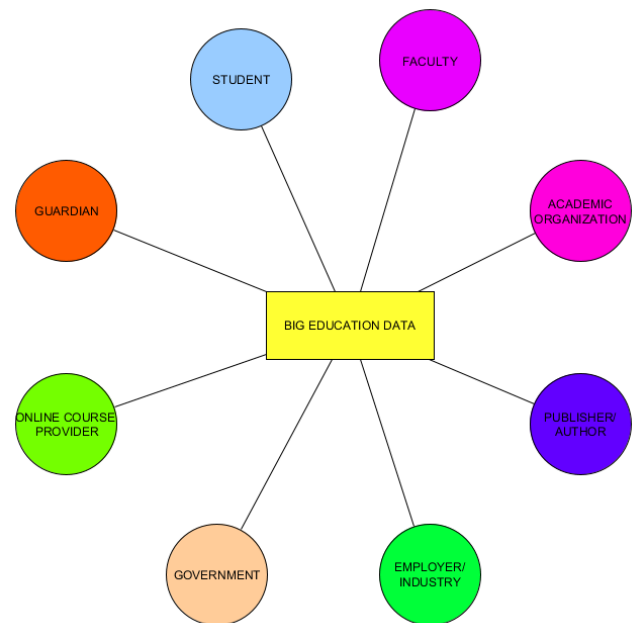 STUDENT
FACULTY
GUARDIAN
ACADEMIC
ORGANIZATION
BIG EDUCATION DATA
ONLINE COURSE
PROVIDER
PUBLISHER/
AUTHOR
GOVERNMENT
EMPLOYER/
INDUSTRY